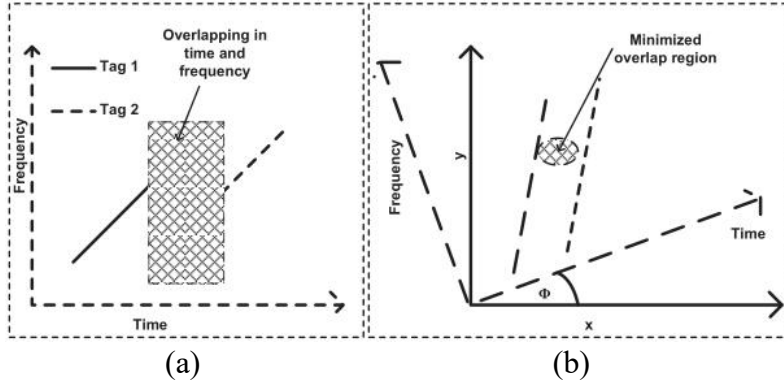 Overlapping in
time and
frequency
Tag 1
Tag 2
Frequency
Time
(a)
Minimized
overlap region
Frequency
y
Time
Φ
x
(b)